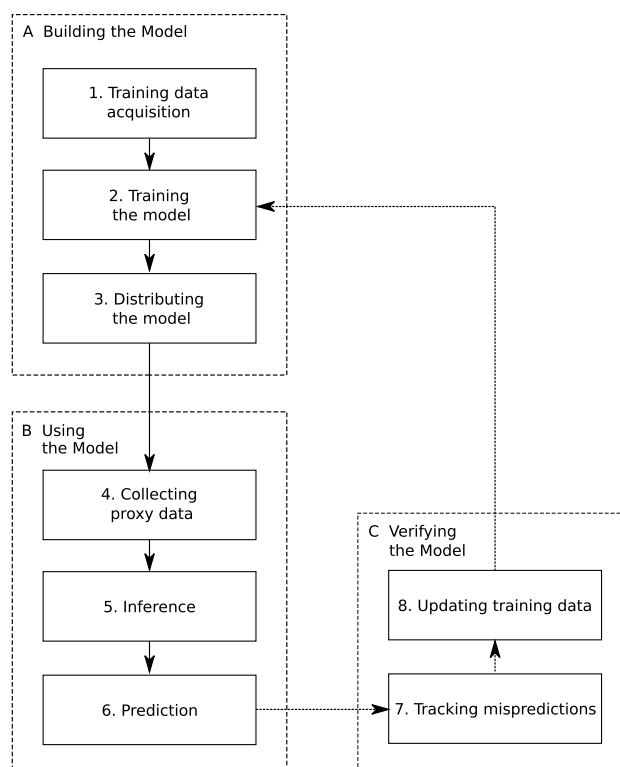 A Building the Model
1. Training data
acquisition
2. Training
the model
3. Distributing
the model
B Using
the Model
4. Collecting
proxy data
5. Inference
6. Prediction
C Verifying
the Model
8. Updating training data
7. Tracking mispredictions